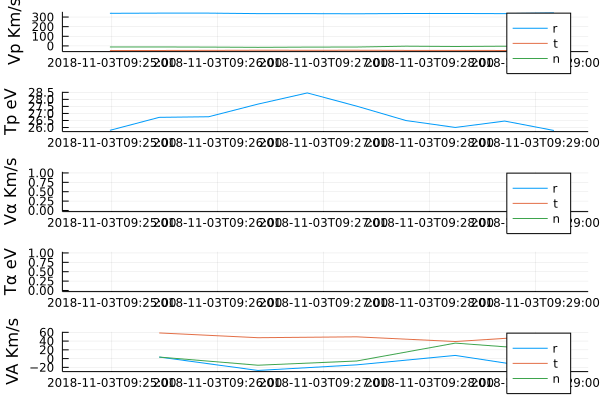 Vp Km/s
300
200
100
0
2018-11-03T09:25:00
2018-11-03T09:26:00
2018-11-03T09:27:00
2018-11-03T09:28:00
2018-11-03T09:29:00
r
t
n
Tp eV
28.5
28.0
27.5
27.0
26.5
26.0
2018-11-03T09:25:00
2018-11-03T09:26:00
2018-11-03T09:27:00
2018-11-03T09:28:00
2018-11-03T09:29:00
Vα Km/s
1.00
0.75
0.50
0.25
0.00
2018-11-03T09:25:00
2018-11-03T09:26:00
2018-11-03T09:27:00
2018-11-03T09:28:00
2018-11-03T09:29:00
r
t
n
Tα eV
1.00
0.75
0.50
0.25
0.00
2018-11-03T09:25:00
2018-11-03T09:26:00
2018-11-03T09:27:00
2018-11-03T09:28:00
2018-11-03T09:29:00
VA Km/s
60
40
20
0
−20
2018-11-03T09:25:00
2018-11-03T09:26:00
2018-11-03T09:27:00
2018-11-03T09:28:00
2018-11-03T09:29:00
r
t
n